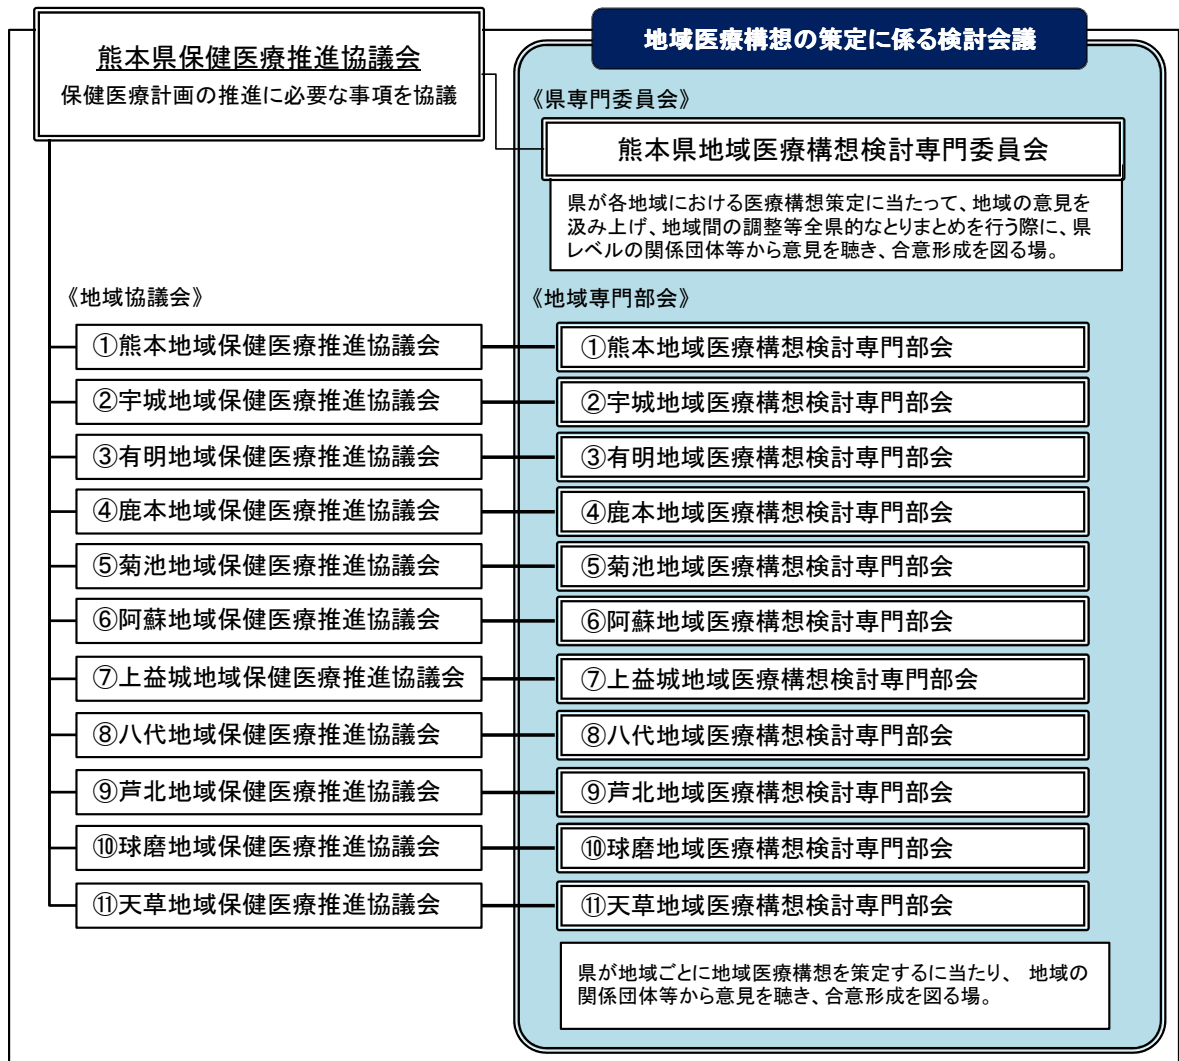 熊本県保健医療推進協議会
保健医療計画の推進に必要な事項を協議
地域医療構想の策定に係る検討会議
《県専門委員会》
熊本県地域医療構想検討専門委員会
県が各地域における医療構想策定に当たって、地域の意見を
汲み上げ、地域間の調整等全県的なとりまとめを行う際に、県
レベルの関係団体等から意見を聴き、合意形成を図る場。
《地域協議会》
《地域専門部会》
①熊本地域保健医療推進協議会
①熊本地域医療構想検討専門部会
②宇城地域保健医療推進協議会
②宇城地域医療構想検討専門部会
③有明地域保健医療推進協議会
③有明地域医療構想検討専門部会
④鹿本地域保健医療推進協議会
④鹿本地域医療構想検討専門部会
⑤菊池地域保健医療推進協議会
⑤菊池地域医療構想検討専門部会
⑥阿蘇地域保健医療推進協議会
⑥阿蘇地域医療構想検討専門部会
⑦上益城地域保健医療推進協議会
⑦上益城地域医療構想検討専門部会
⑧八代地域保健医療推進協議会
⑧八代地域医療構想検討専門部会
⑨芦北地域保健医療推進協議会
⑨芦北地域医療構想検討専門部会
⑩球磨地域保健医療推進協議会
⑩球磨地域医療構想検討専門部会
⑪天草地域保健医療推進協議会
⑪天草地域医療構想検討専門部会
県が地域ごとに地域医療構想を策定するに当たり、 地域の
関係団体等から意見を聴き、合意形成を図る場。